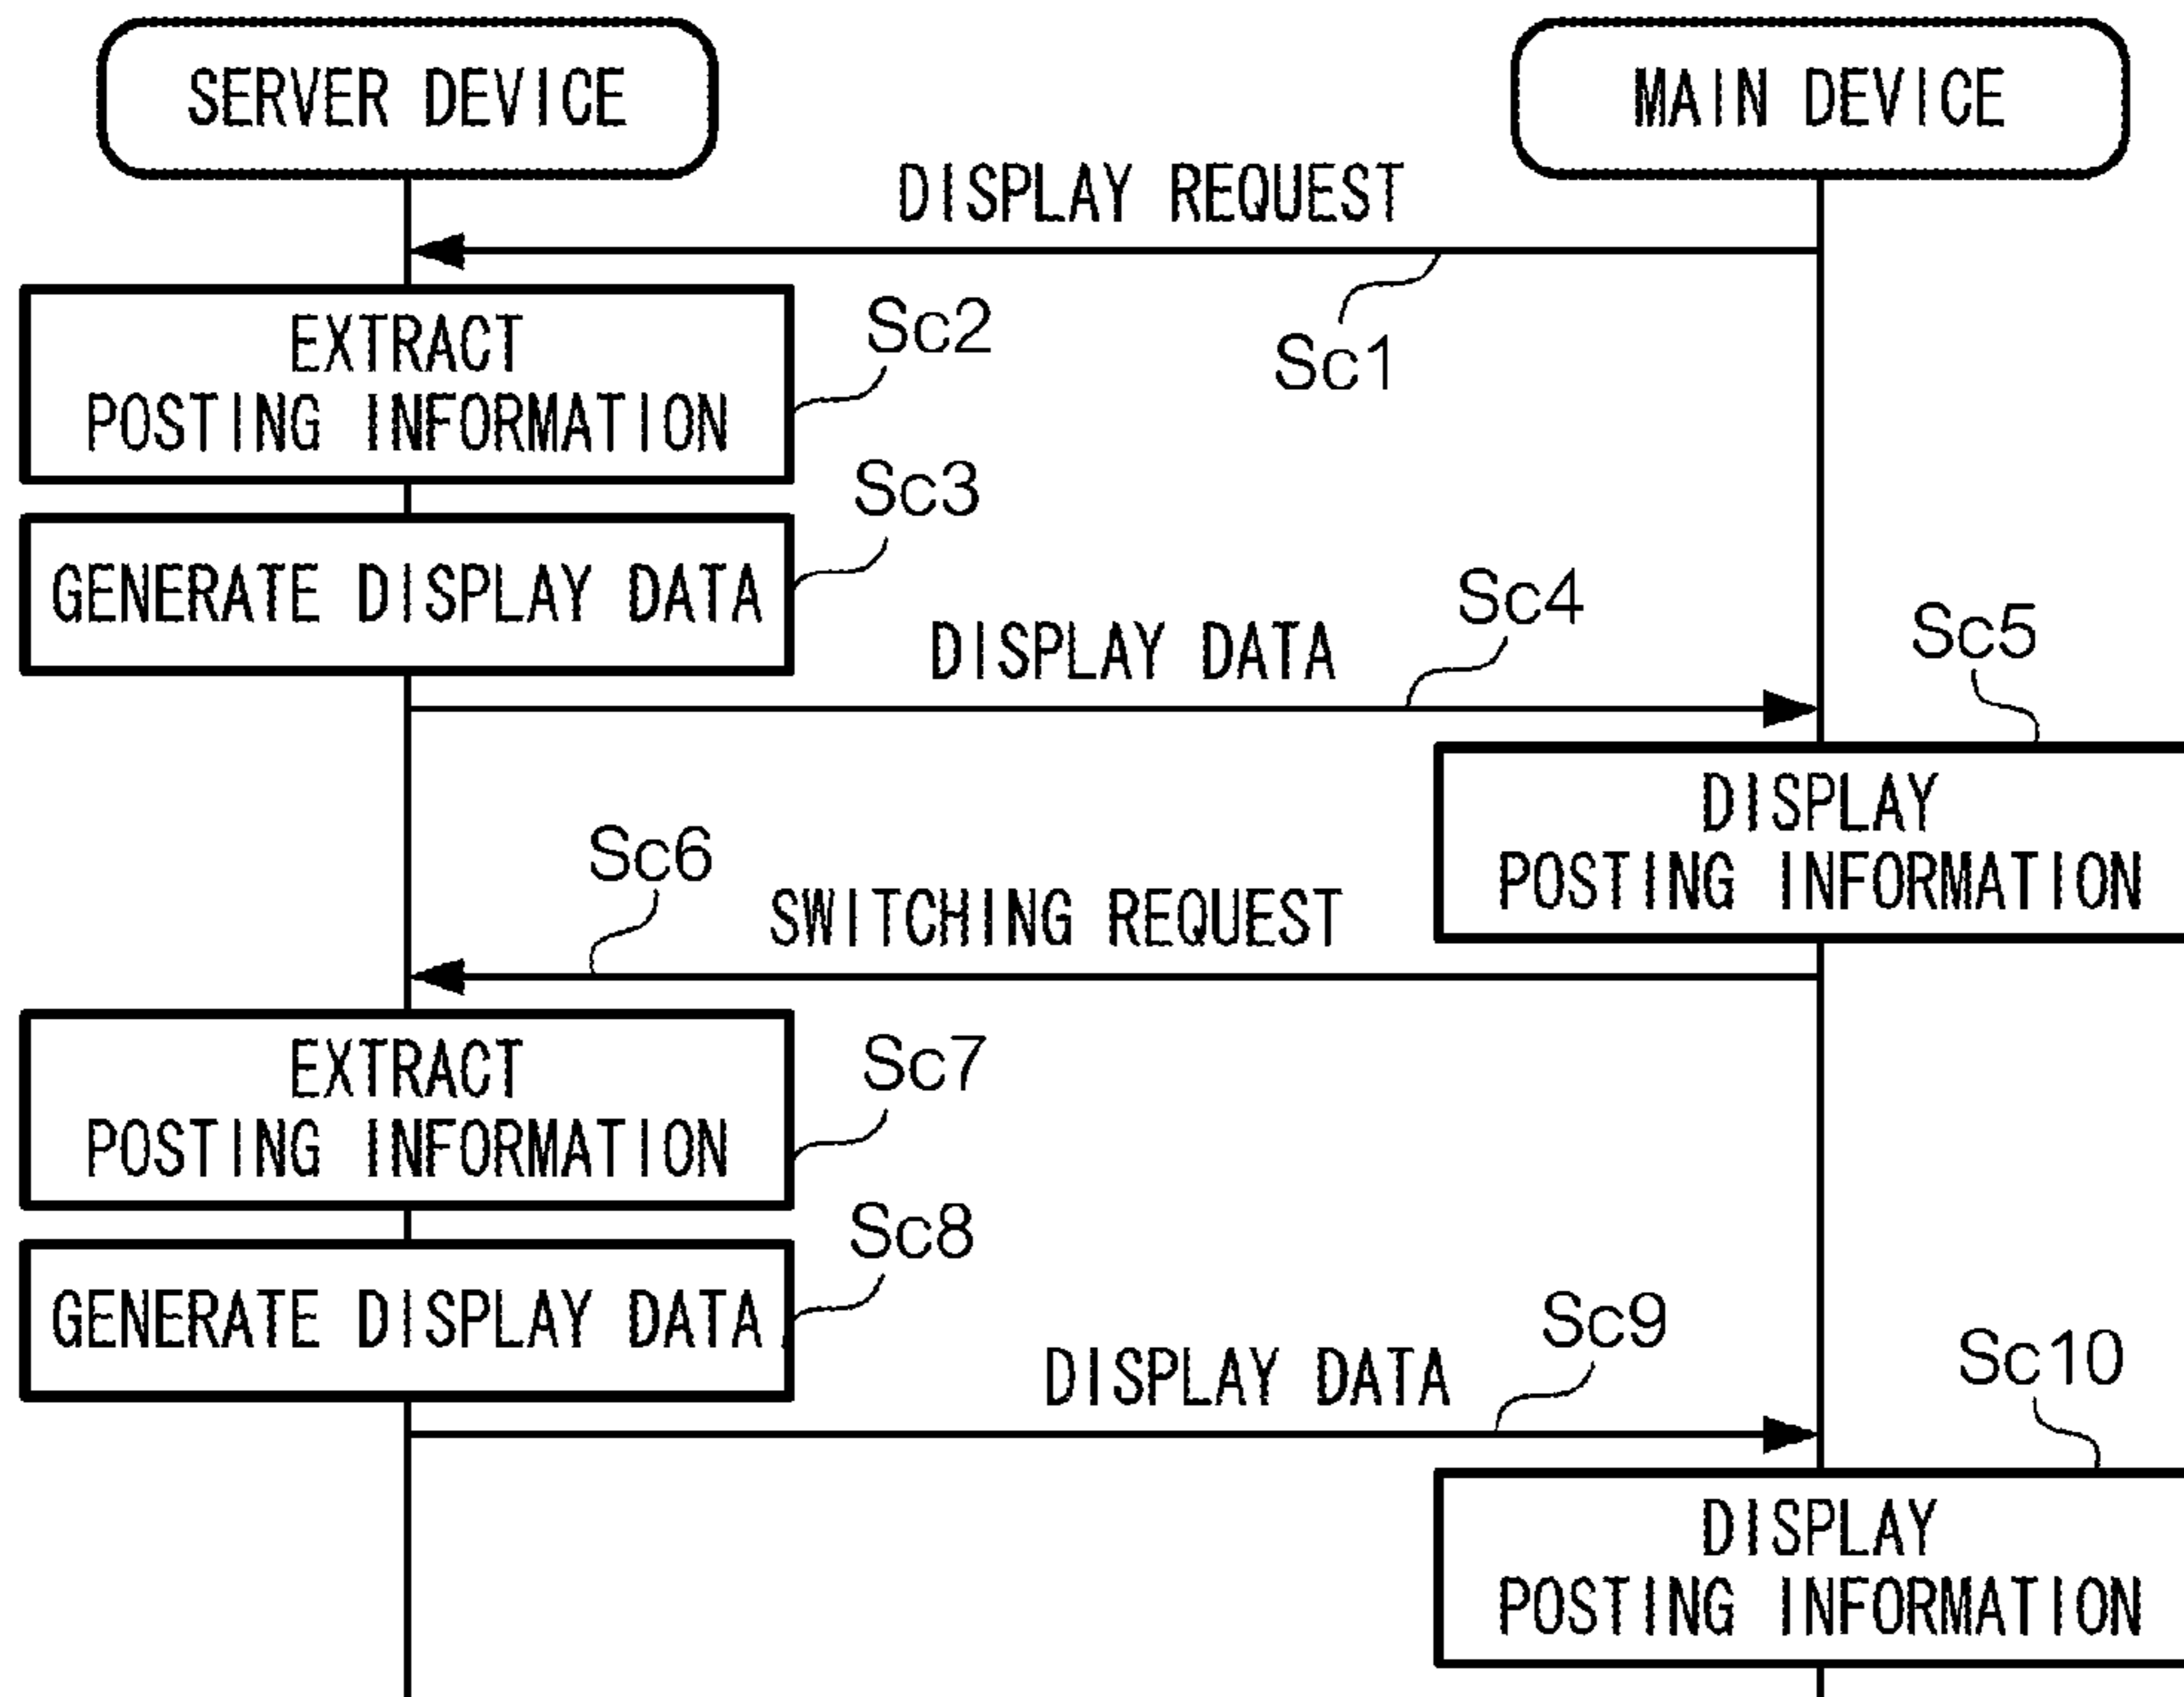 SERVER DEVICE
MAIN DEVICE
DISPLAY REQUEST
Sc1
EXTRACT
POSTING INFORMATION
Sc2
Sc3
GENERATE DISPLAY DATA
DISPLAY DATA
Sc4
Sc5
DISPLAY
POSTING INFORMATION
Sc6
SWITCHING REQUEST
EXTRACT
POSTING INFORMATION
Sc7
Sc8
GENERATE DISPLAY DATA
DISPLAY DATA
Sc9
Sc10
DISPLAY
POSTING INFORMATION